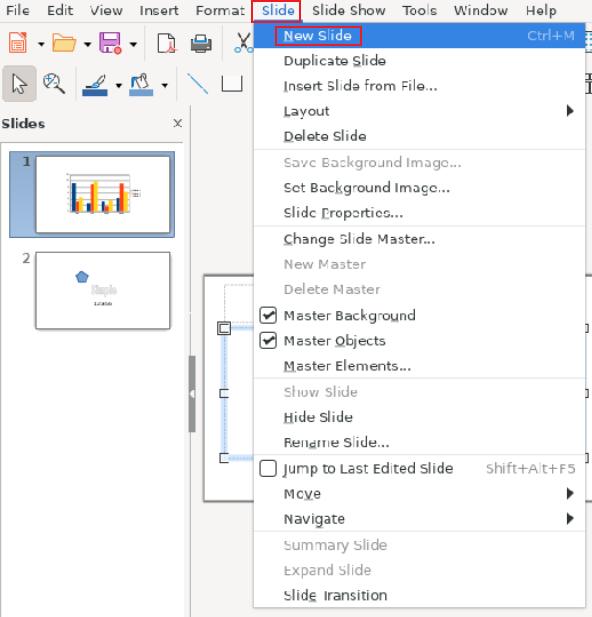 File Edit View Insert Format Slide Slide Show Tools Window Help
New Slide Ctrl+M
Duplicate Slide
Insert Slide from File...
Layout
Delete Slide
Save Background Image...
Set Background Image...
Slide Properties...
Change Slide Master...
New Master
Delete Master
Master Background
Master Objects
Master Elements...
Show Slide
Hide Slide
Rename Slide...
Jump to Last Edited Slide Shift+Alt+F5
Move
Navigate
Summary Slide
Expand Slide
Slide Transition
Slides
1
2
Simple